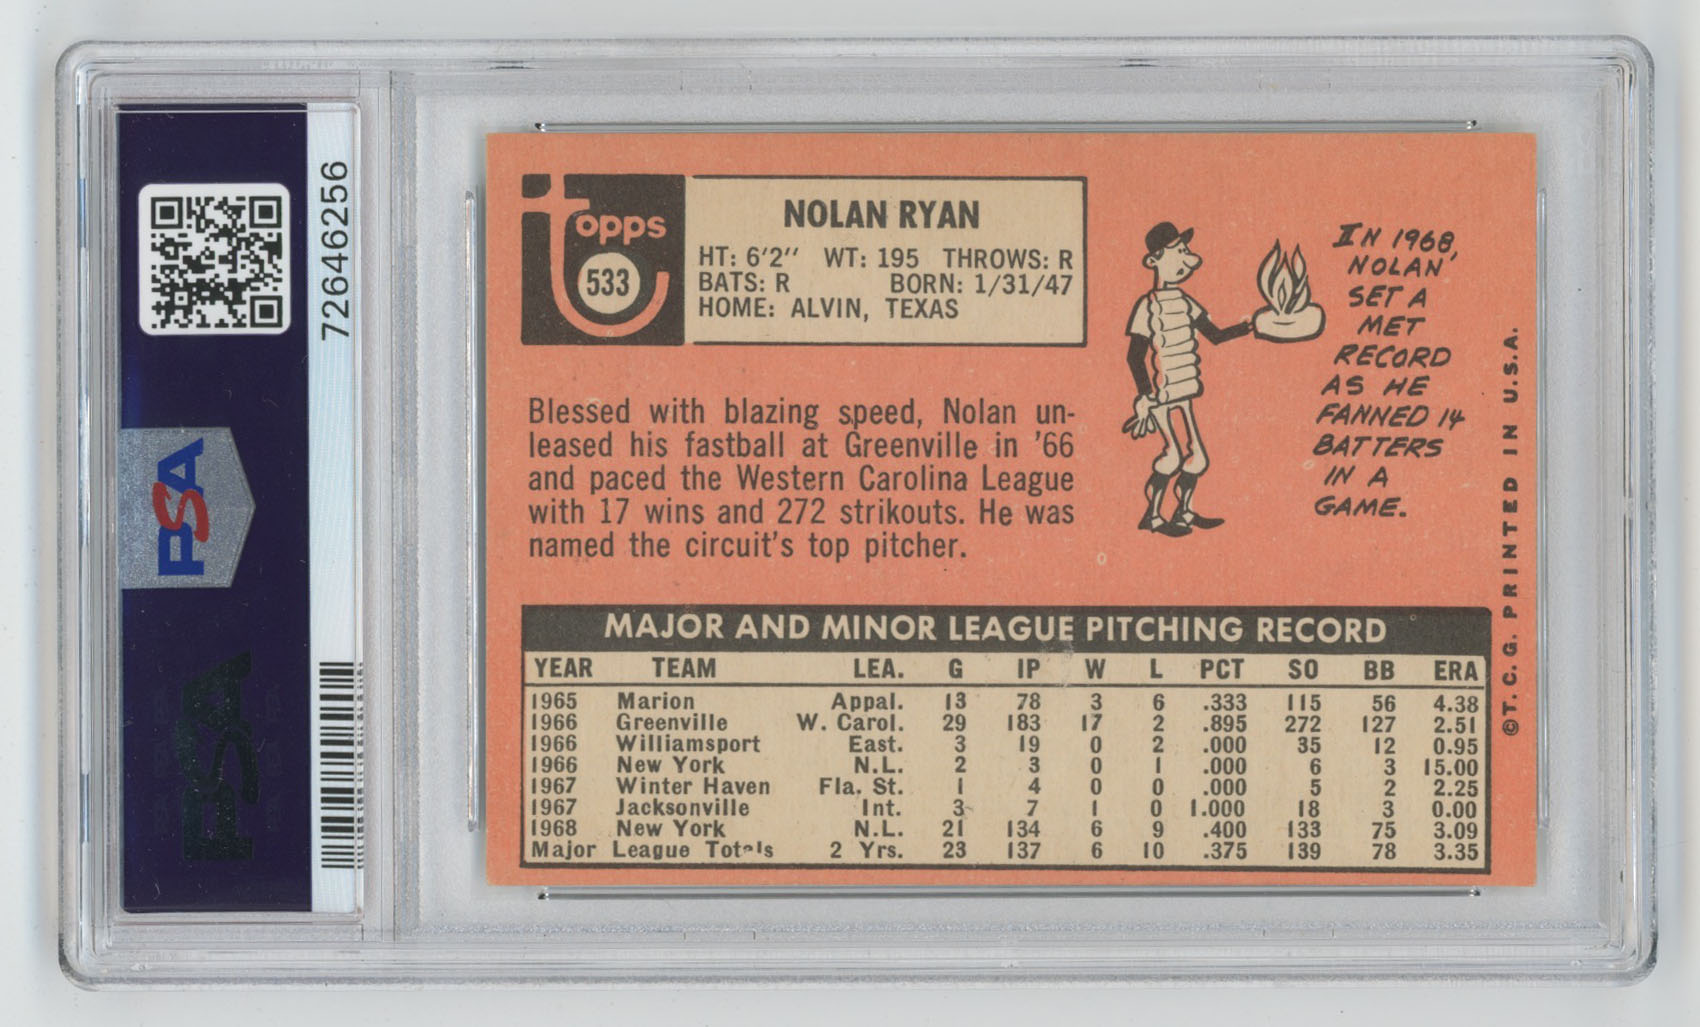 72646256
PSA
PSA
Topps
533
NOLAN RYAN
HT: 6'2" WT: 195 THROWS: R
BATS: R BORN: 1/31/47
HOME: ALVIN, TEXAS
Blessed with blazing speed, Nolan un-
leased his fastball at Greenville in '66
and paced the Western Carolina League
with 17 wins and 272 strikouts. He was
named the circuit's top pitcher.
IN 1968,
NOLAN
SET A
MET
RECORD
AS HE
FANNED 14
BATTERS
IN A
GAME.
©T.C.G. PRINTED IN U.S.A.
MAJOR AND MINOR LEAGUE PITCHING RECORD
YEAR TEAM LEA. G IP W L PCT SO BB ERA
1965 Marion Appal. 13 78 3 6 .333 115 56 4.38
1966 Greenville W. Carol. 29 183 17 2 .895 272 127 2.51
1966 Williamsport East. 3 19 0 2 .000 35 12 0.95
1966 New York N.L. 2 3 0 1 .000 6 3 15.00
1967 Winter Haven Fla. St. 1 4 0 0 .000 5 2 2.25
1967 Jacksonville Int. 3 7 1 0 1.000 18 3 0.00
1968 New York N.L. 21 134 6 9 .400 133 75 3.09
Major League Totals 2 Yrs. 23 137 6 10 .375 139 78 3.35